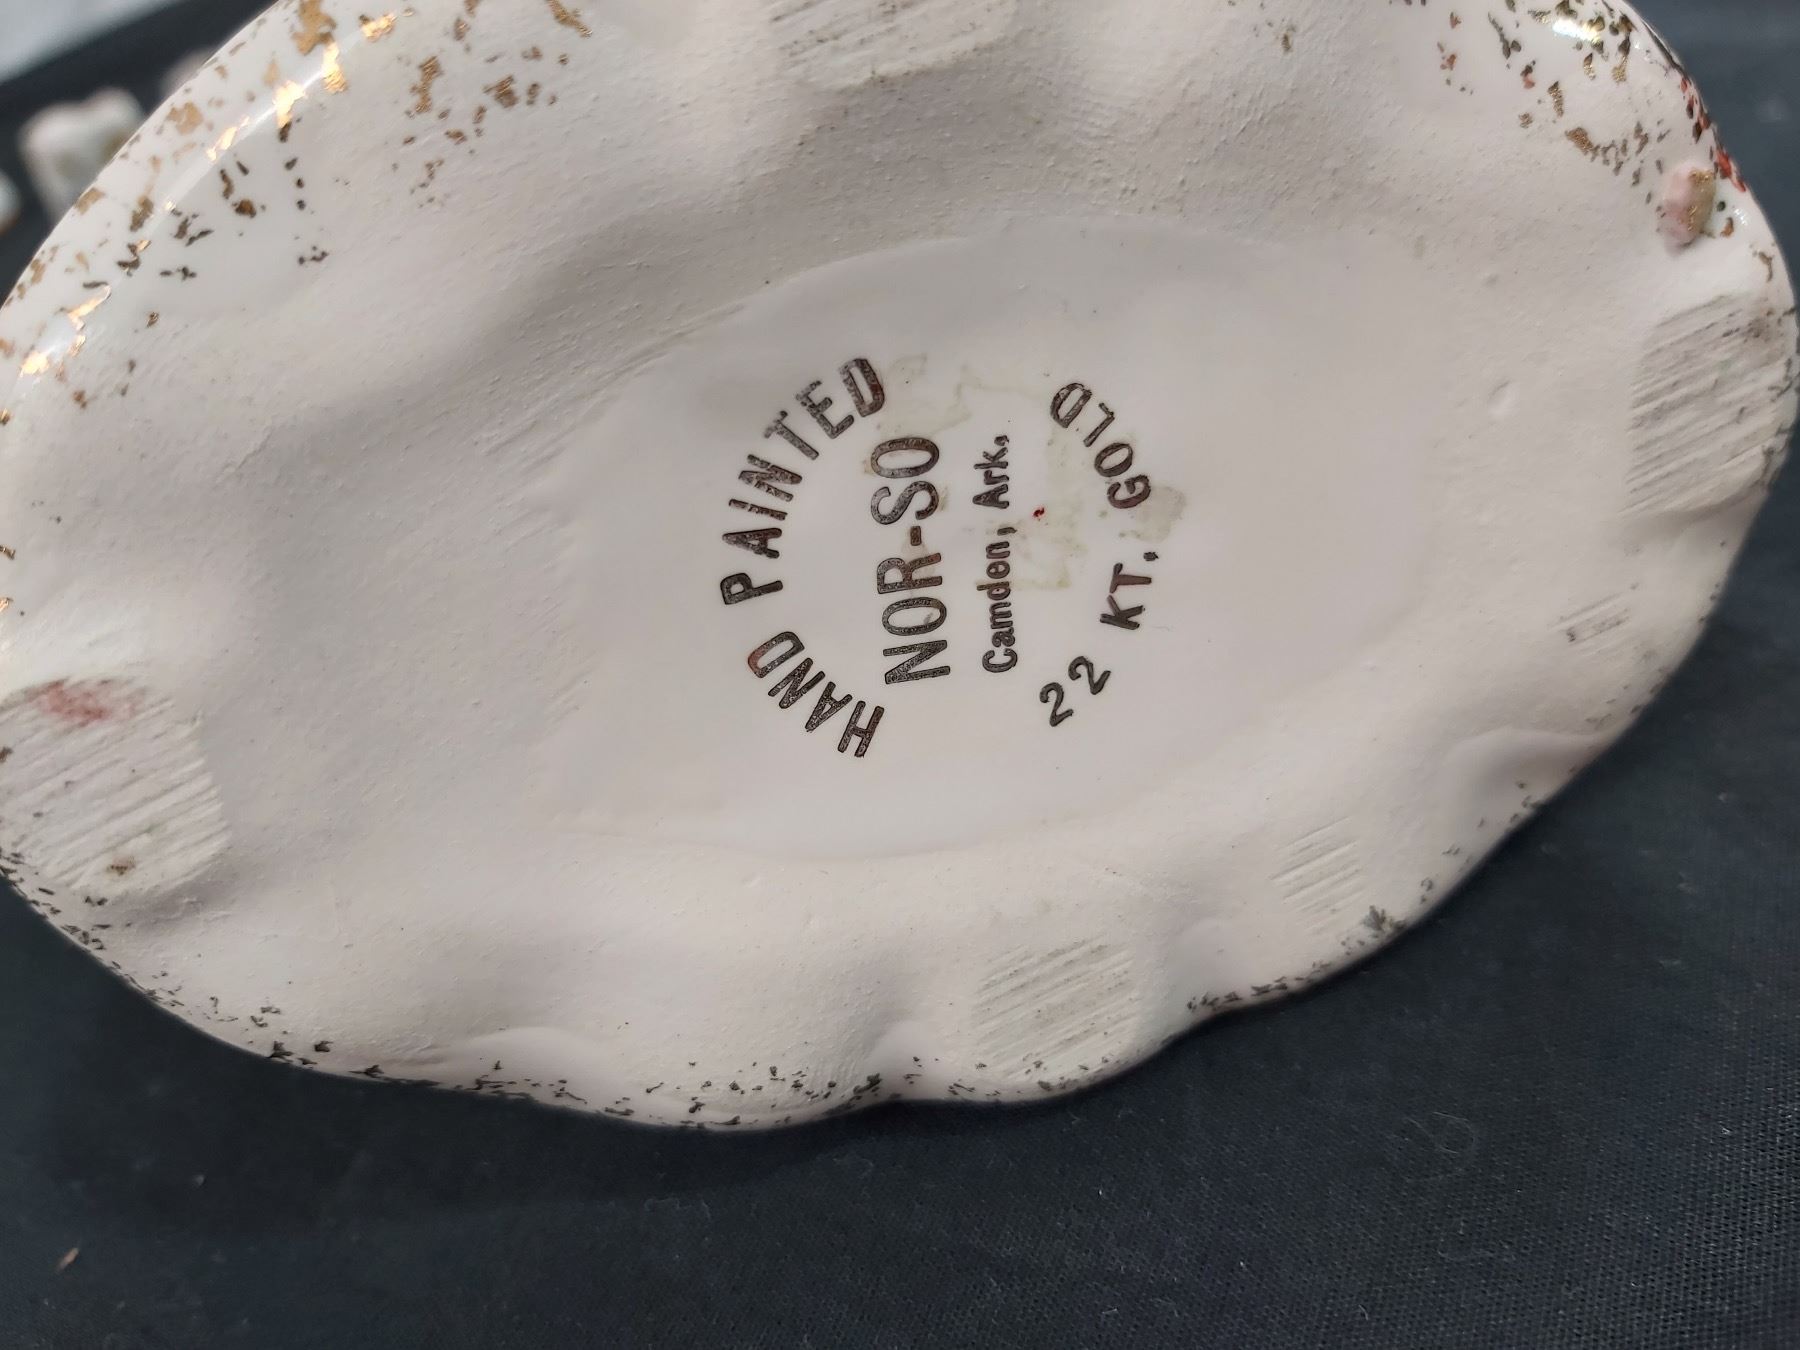 HAND PAINTED
NOR-SO
Camden, Ark.
22 KT. GOLD